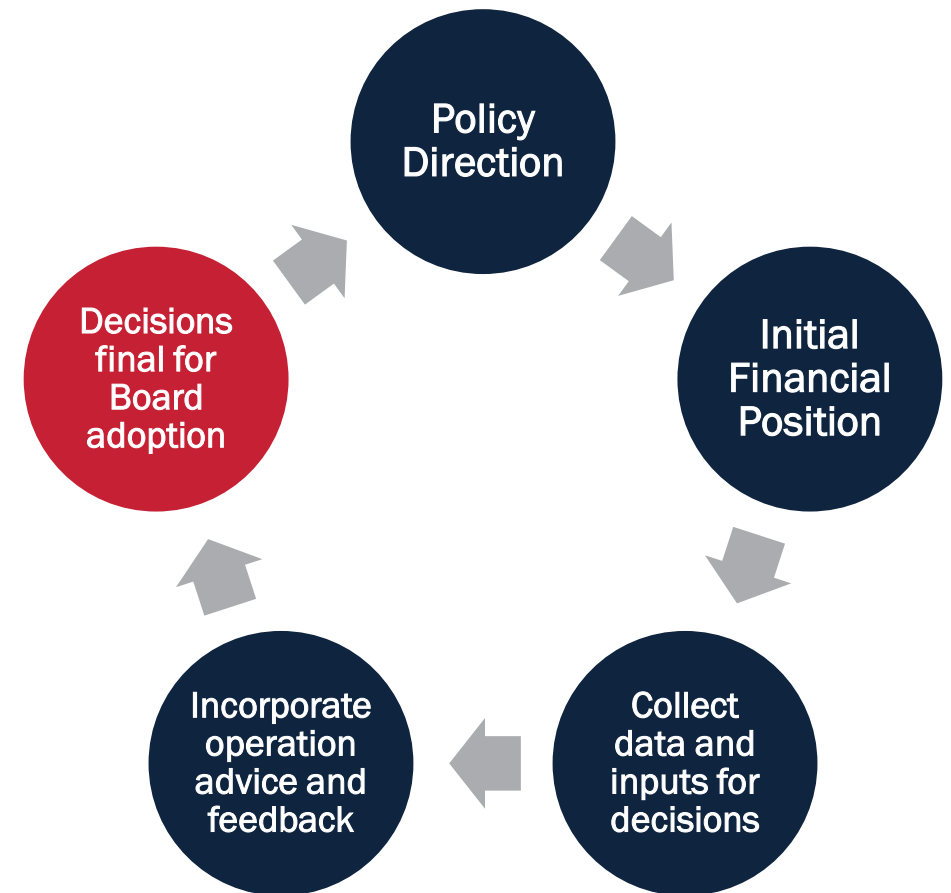 Policy
Direction
Initial
Financial
Position
Collect
data and
inputs for
decisions
Incorporate
operation
advice and
feedback
Decisions
final for
Board
adoption